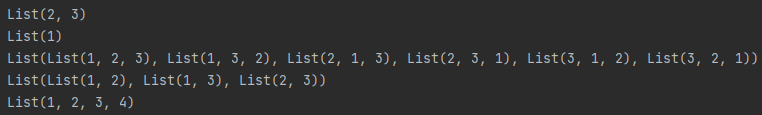 List(2, 3)
List(1)
List(List(1, 2, 3), List(1, 3, 2), List(2, 1, 3), List(2, 3, 1), List(3, 1, 2), List(3, 2, 1))
List(List(1, 2), List(1, 3), List(2, 3))
List(1, 2, 3, 4)